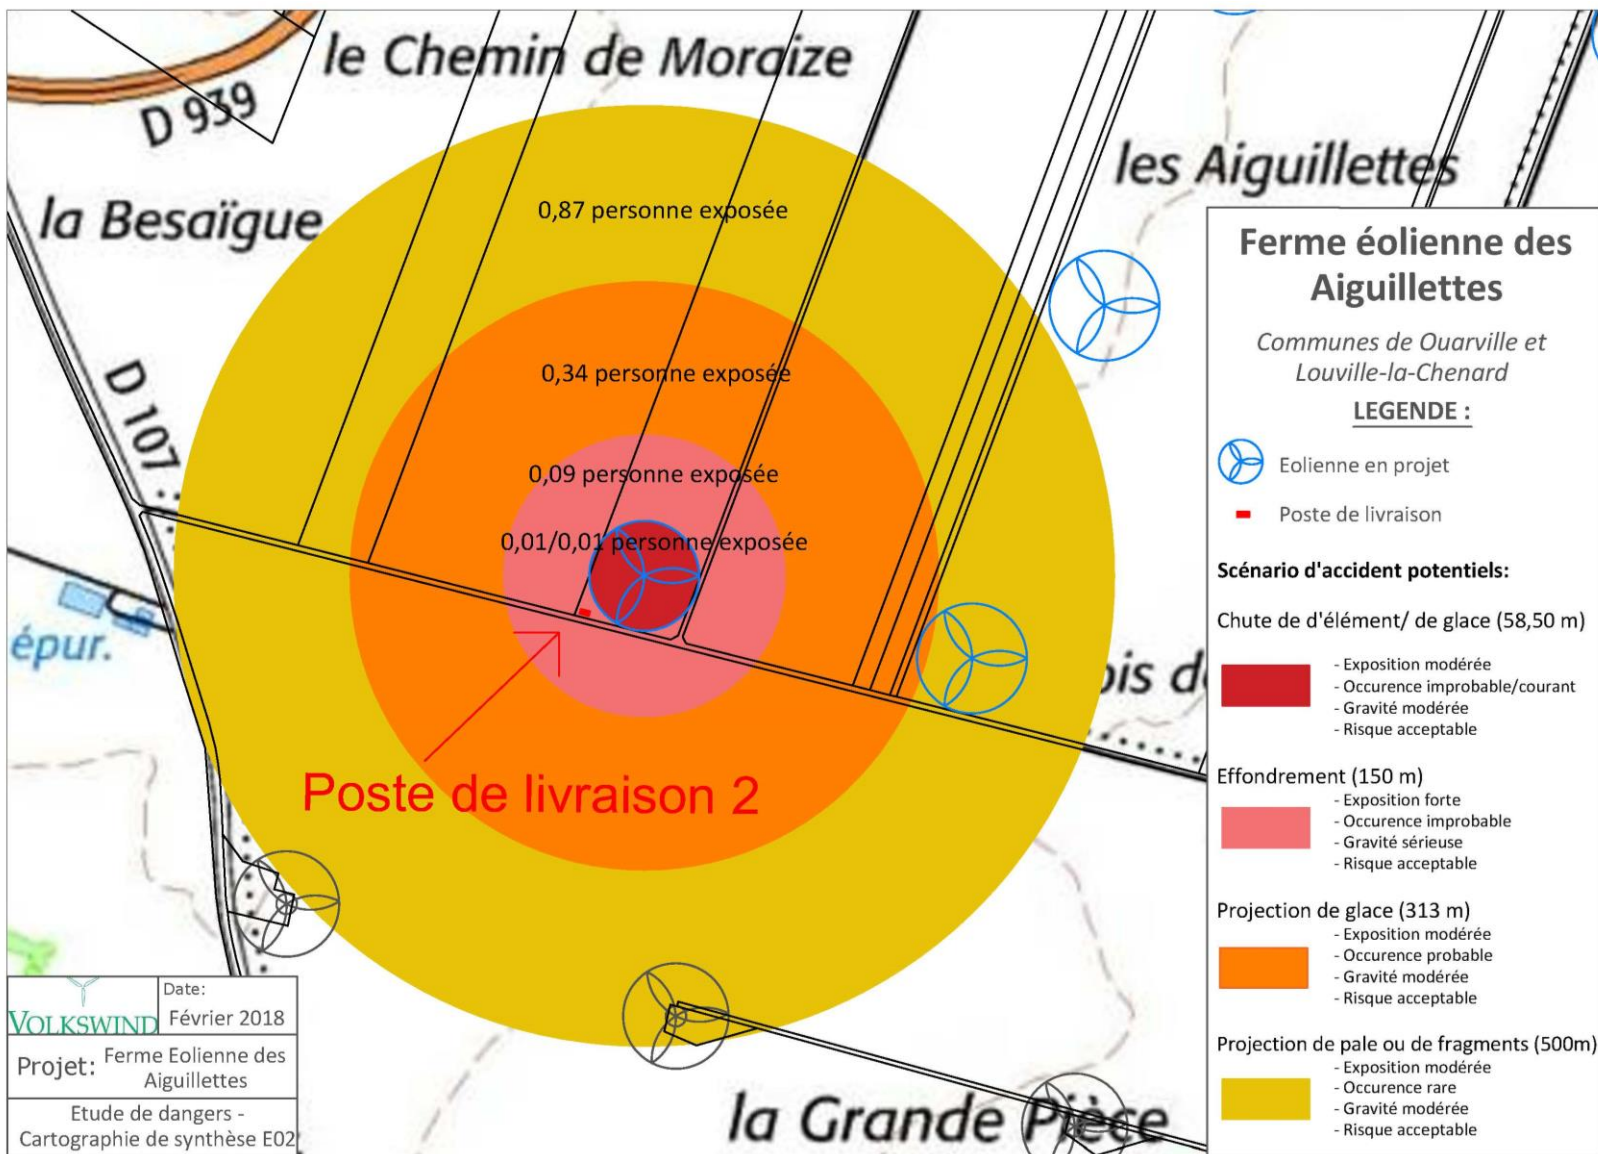 le Chemin de Moraize
D 939
les Aiguillettes
la Besaïgue
0,87 personne exposée
D 107
0,34 personne exposée
0,09 personne exposée
0,01/0,01 personne exposée
épur.
ois de
Poste de livraison 2
la Grande Pièce
Ferme éolienne des
Aiguillettes
Communes de Ouarville et
Louville-la-Chenard
LEGENDE :
Eolienne en projet
Poste de livraison
Scénario d'accident potentiels:
Chute de d'élément/ de glace (58,50 m)
- Exposition modérée
- Occurence improbable/courant
- Gravité modérée
- Risque acceptable
Effondrement (150 m)
- Exposition forte
- Occurence improbable
- Gravité sérieuse
- Risque acceptable
Projection de glace (313 m)
- Exposition modérée
- Occurence probable
- Gravité modérée
- Risque acceptable
Projection de pale ou de fragments (500m)
- Exposition modérée
- Occurence rare
- Gravité modérée
- Risque acceptable
VOLKSWIND
Date:
Février 2018
Projet: Ferme Eolienne des
Aiguillettes
Etude de dangers -
Cartographie de synthèse E02